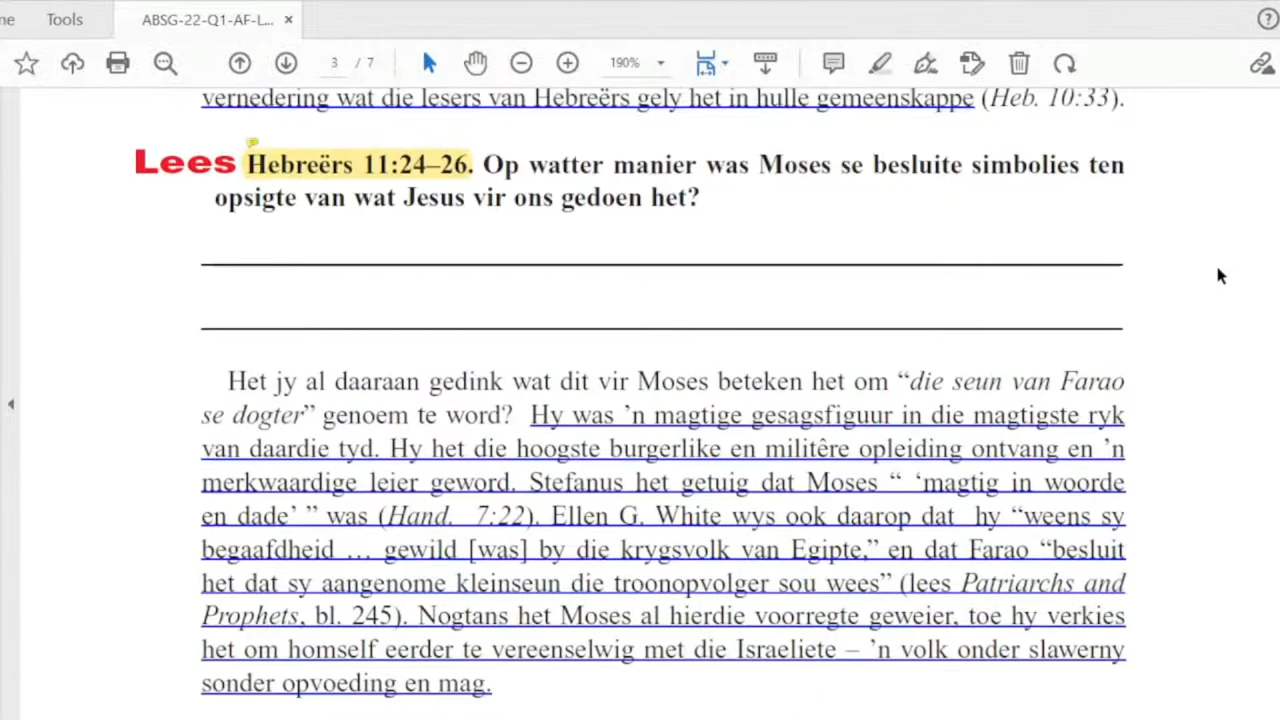 ne Tools ABSG-22-Q1-AF-L... ×
3 / 7 190%
vernedering wat die lesers van Hebreërs gely het in hulle gemeenskappe (Heb. 10:33).
Lees Hebreërs 11:24–26. Op watter manier was Moses se besluite simbolies ten
opsigte van wat Jesus vir ons gedoen het?
Het jy al daaraan gedink wat dit vir Moses beteken het om “die seun van Farao
se dogter” genoem te word? Hy was ’n magtige gesagsfiguur in die magtigste ryk
van daardie tyd. Hy het die hoogste burgerlike en militêre opleiding ontvang en ’n
merkwaardige leier geword. Stefanus het getuig dat Moses “ ‘magtig in woorde
en dade’ ” was (Hand. 7:22). Ellen G. White wys ook daarop dat hy “weens sy
begaafdheid ... gewild [was] by die krygsvolk van Egipte,” en dat Farao “besluit
het dat sy aangenome kleinseun die troonopvolger sou wees” (lees Patriarchs and
Prophets, bl. 245). Nogtans het Moses al hierdie voorregte geweier, toe hy verkies
het om homself eerder te vereenselwig met die Israeliete – ’n volk onder slawerny
sonder opvoeding en mag.